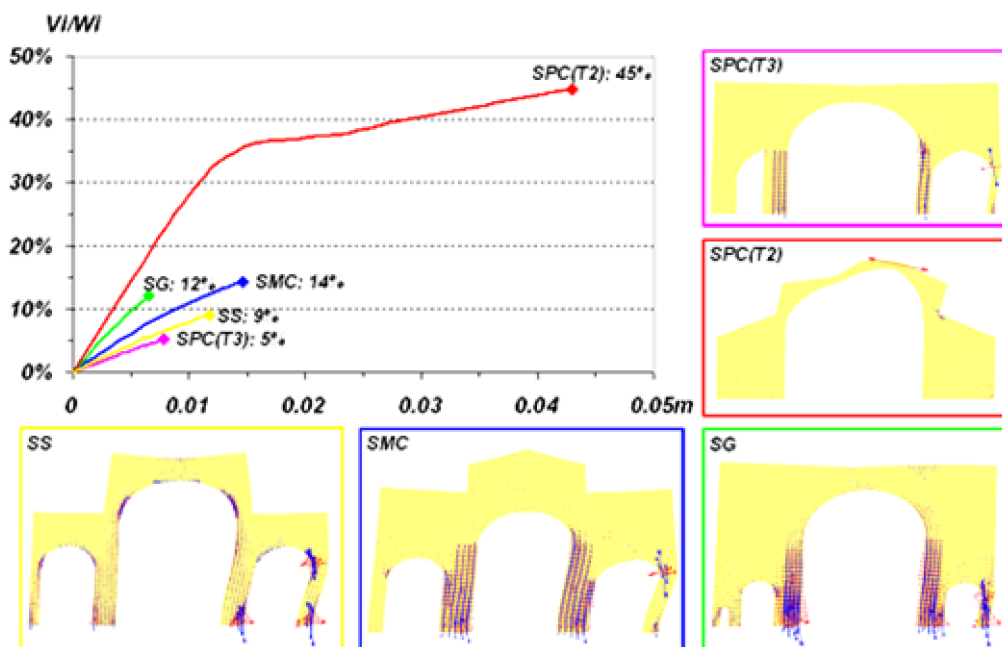 Vi/Wi
50%
40%
30%
20%
10%
0%
SPC(T2): 45%
SG: 12%
SMC: 14%
SS: 9%
SPC(T3): 5%
0 0.01 0.02 0.03 0.04 0.05m
SPC(T3)
SPC(T2)
SS
SMC
SG